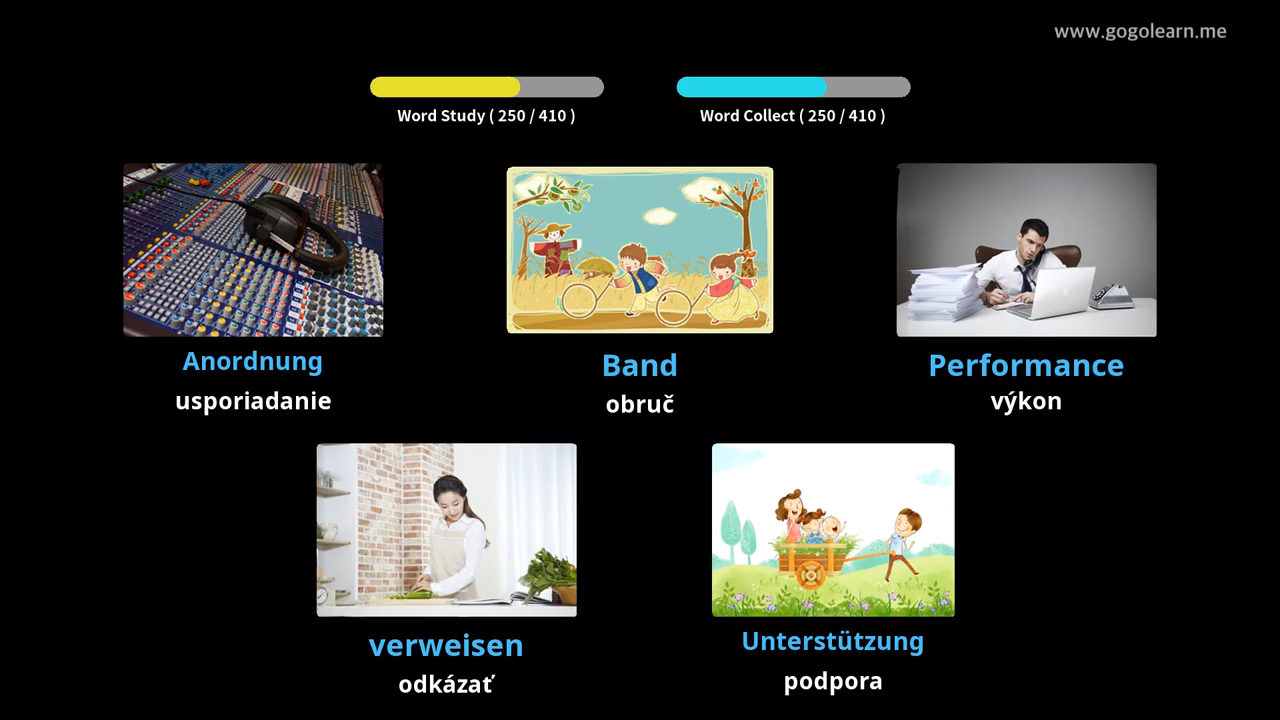 www.gogolearn.me
Word Study ( 250 / 410 )
Word Collect ( 250 / 410 )
Anordnung
usporiadanie
Band
obruč
Performance
výkon
verweisen
odkázať
Unterstützung
podpora